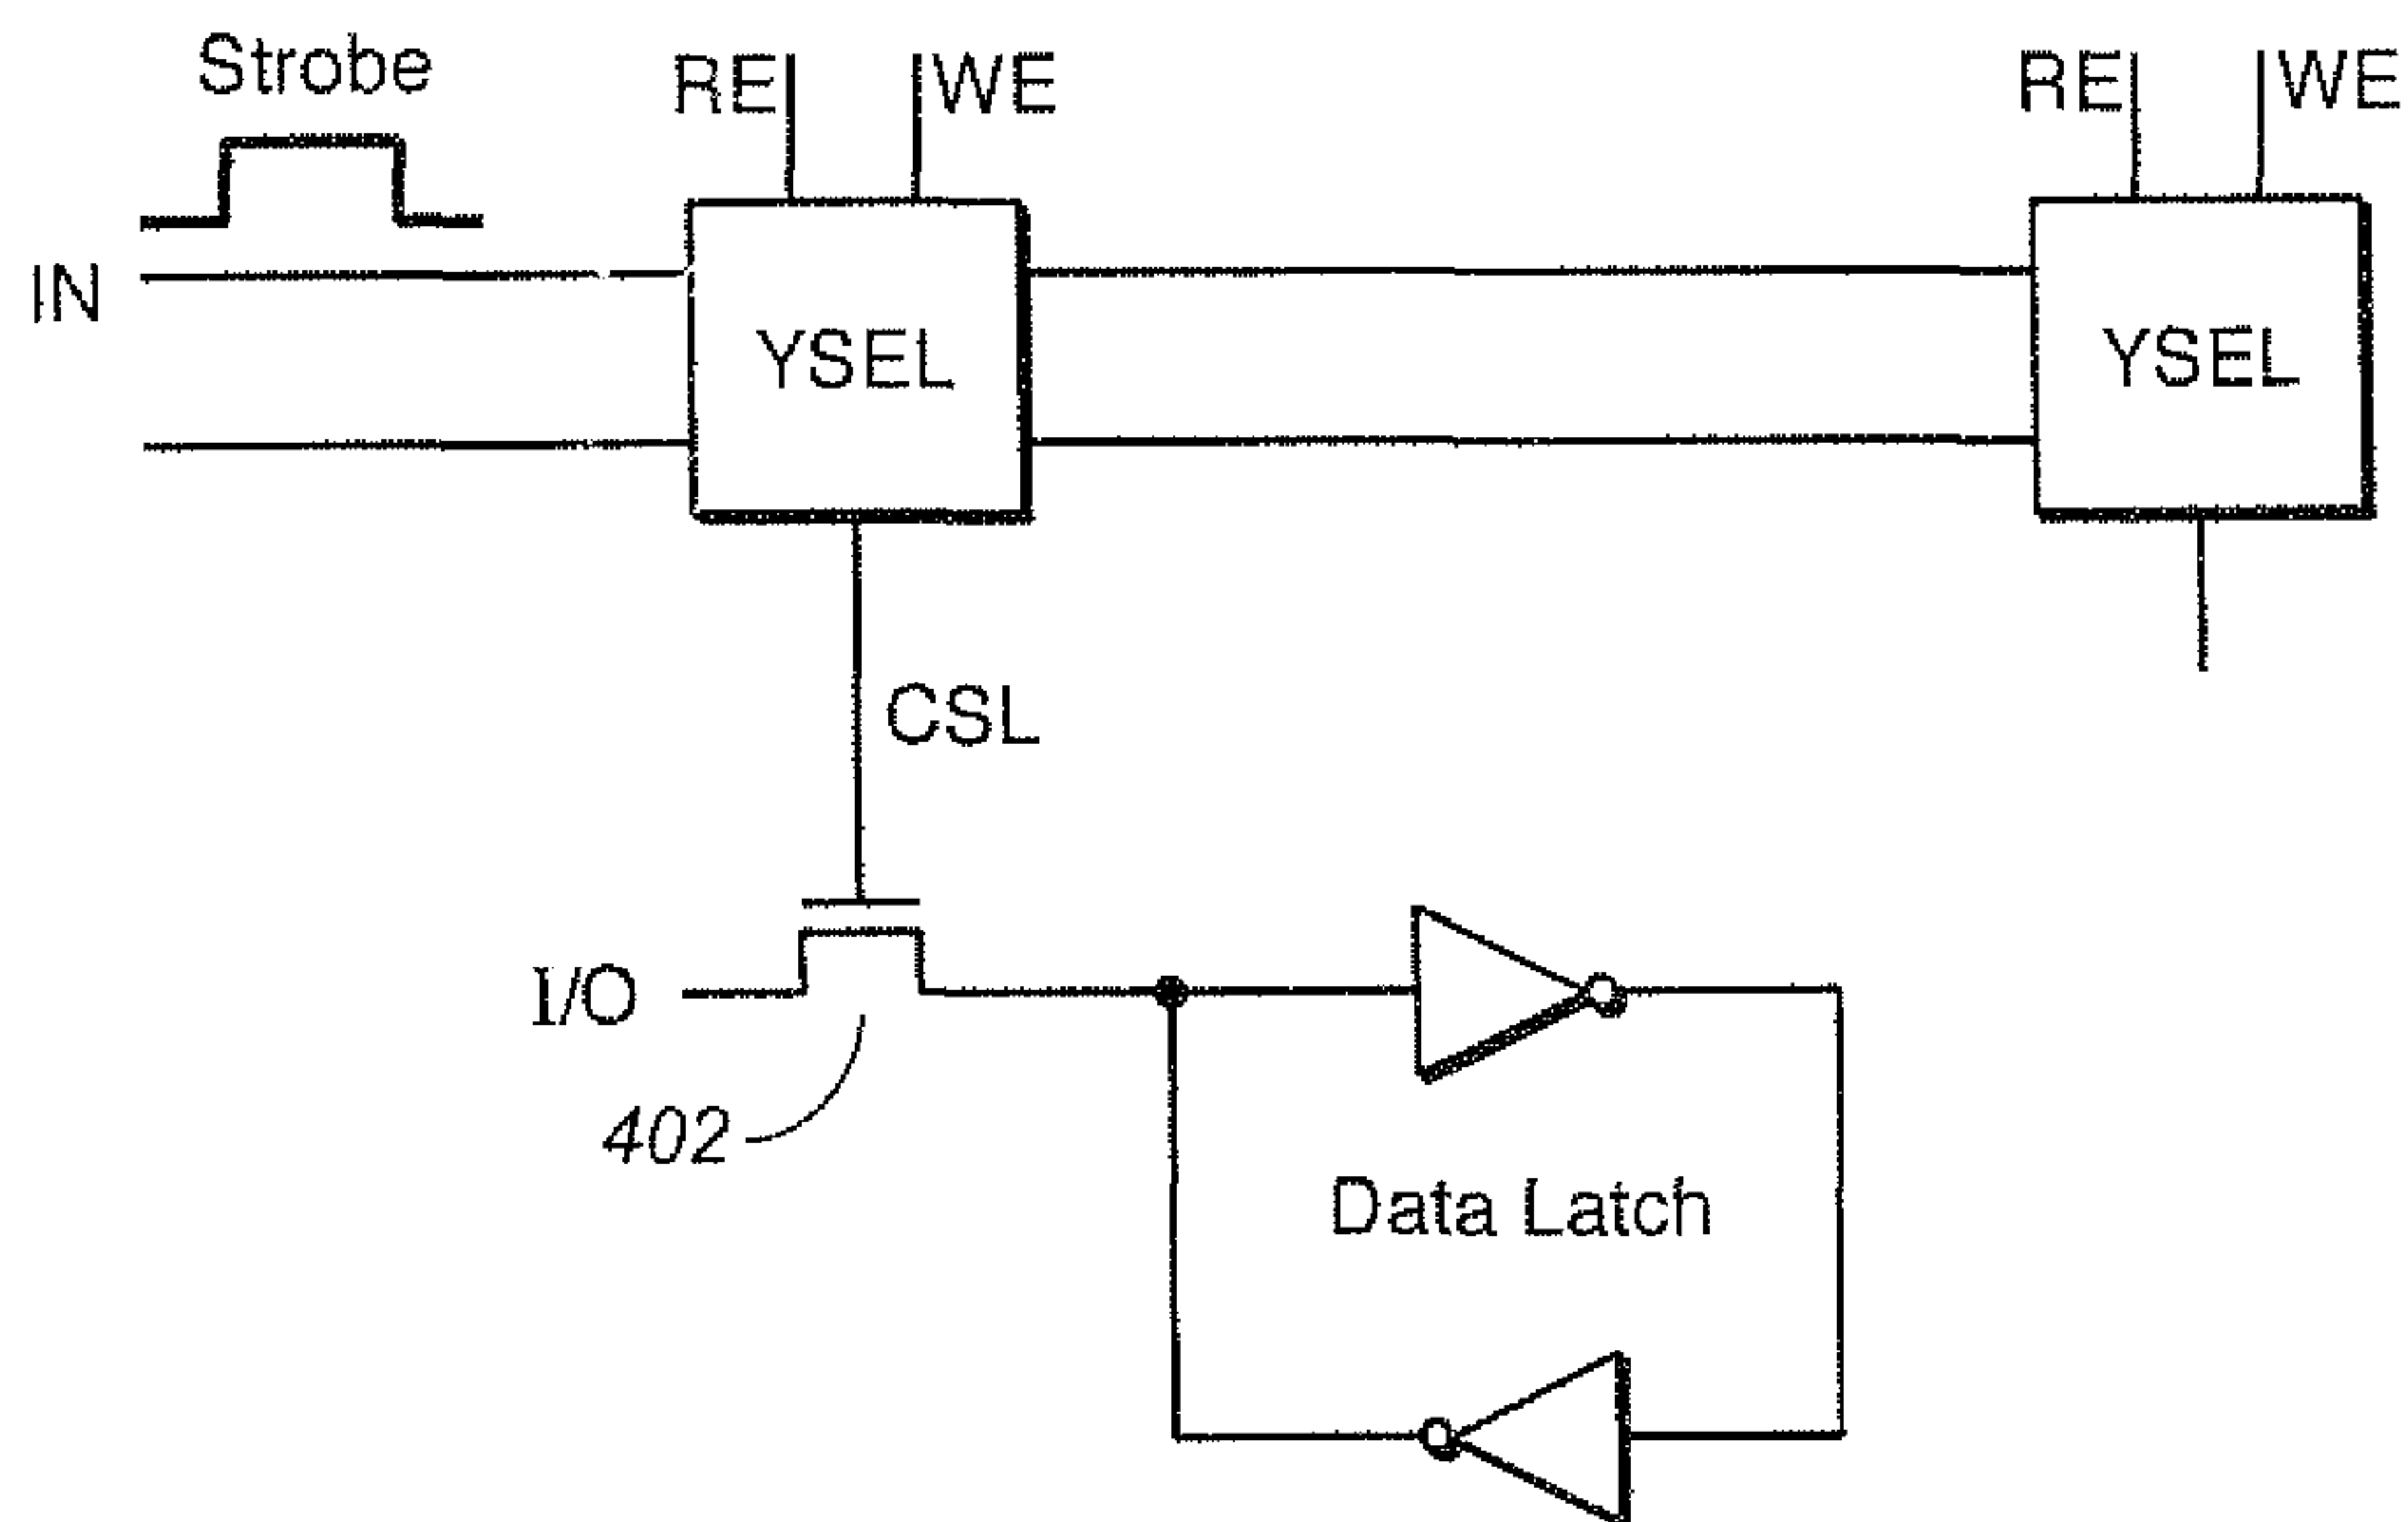 Strobe
RE WE
RE WE
IN
YSEL
YSEL
CSL
I/O
402
Data Latch